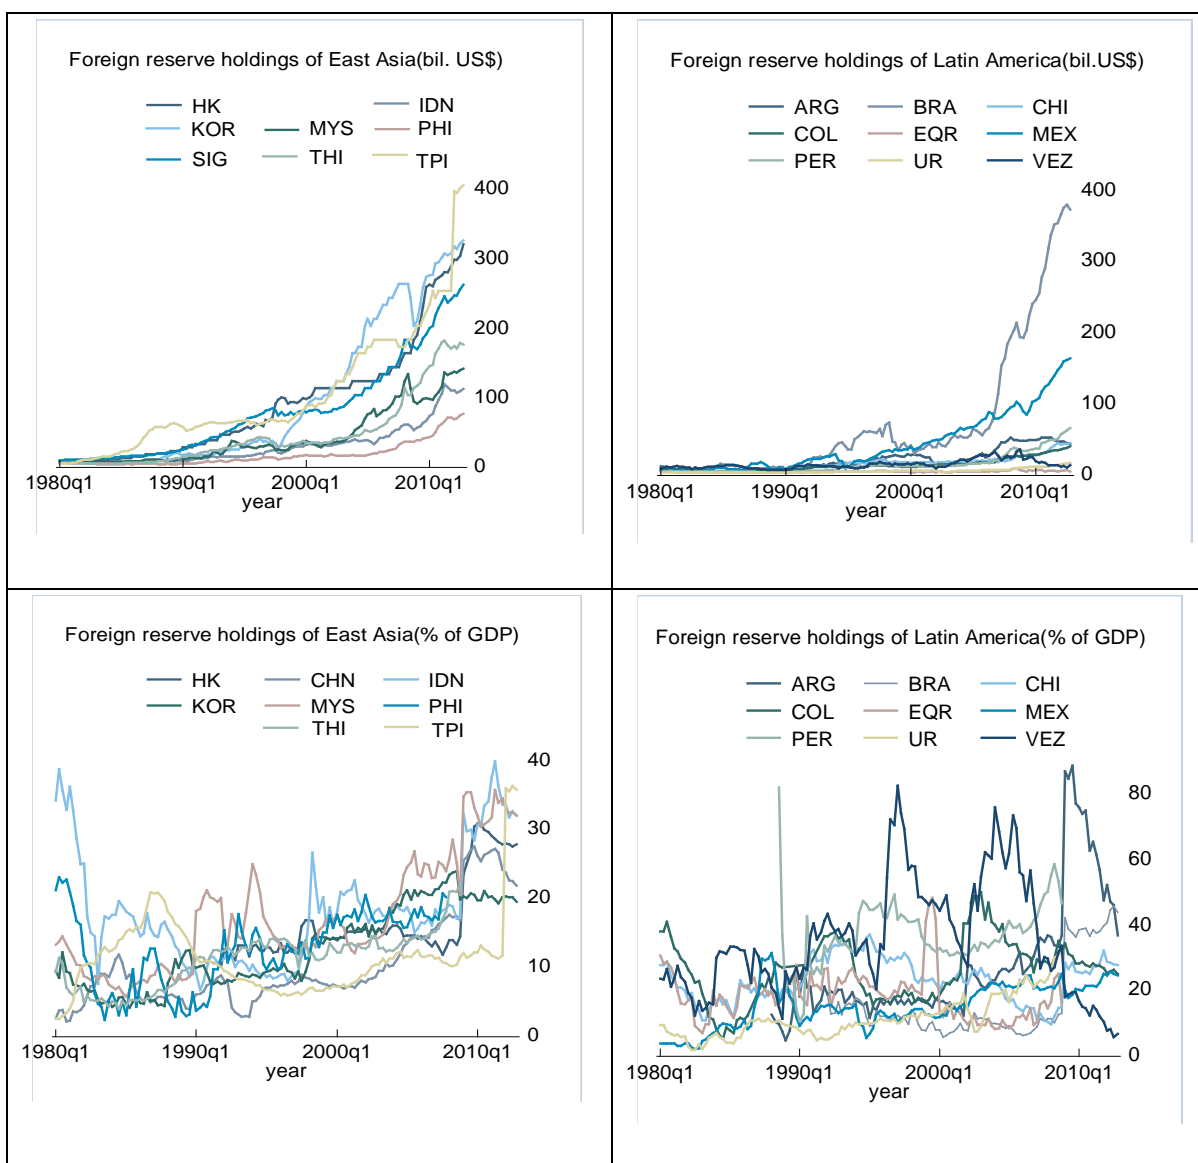 Foreign reserve holdings of East Asia(bil. US$)
HK IDN
KOR MYS PHI
SIG THI TPI
400
300
200
100
0
1980q1 1990q1 2000q1 2010q1
year
Foreign reserve holdings of Latin America(bil.US$)
ARG BRA CHI
COL EQR MEX
PER UR VEZ
400
300
200
100
0
1980q1 1990q1 2000q1 2010q1
year
Foreign reserve holdings of East Asia(% of GDP)
HK CHN IDN
KOR MYS PHI
THI TPI
40
30
20
10
0
1980q1 1990q1 2000q1 2010q1
year
Foreign reserve holdings of Latin America(% of GDP)
ARG BRA CHI
COL EQR MEX
PER UR VEZ
80
60
40
20
0
1980q1 1990q1 2000q1 2010q1
year